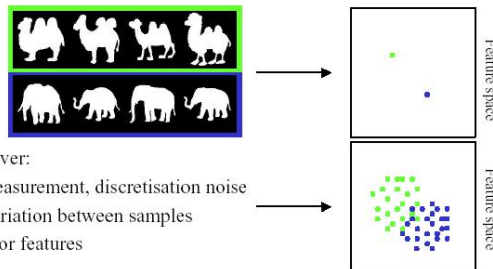 Feature space
ver:
easurement, discretisation noise
riation between samples
or features
Feature space